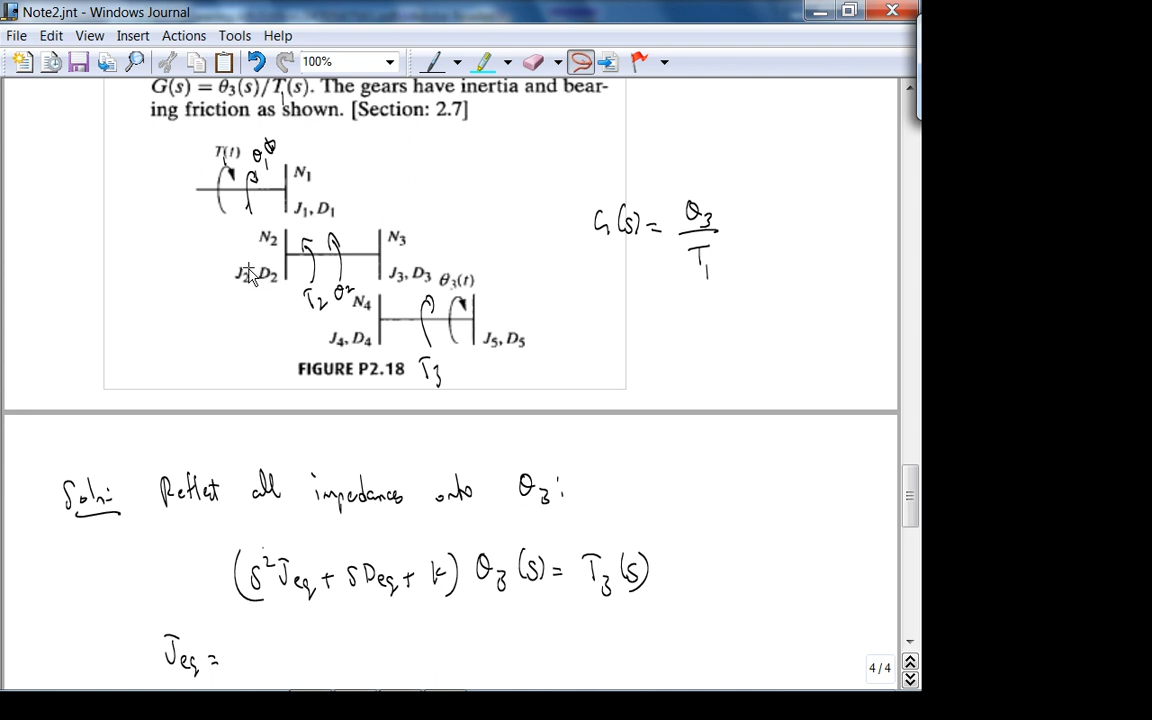 Note2.jnt - Windows Journal
File Edit View Insert Actions Tools Help
100%
G(s) = θ₃(s)/T₁(s). The gears have inertia and bear-
ing friction as shown. [Section: 2.7]
T₁(t) θ₁
N₁
J₁, D₁
N₂ N₃
J₂, D₂ J₃, D₃ θ₃(t)
T₂ θ₂ N₄
J₄, D₄ J₅, D₅
FIGURE P2.18 T₃
G(s) = θ₃/T₁
Soln: Reflect all impedances onto θ₃:
(s²Jeq + sDeq + K) θ₃(s) = T₃(s)
Jeq =
4/4